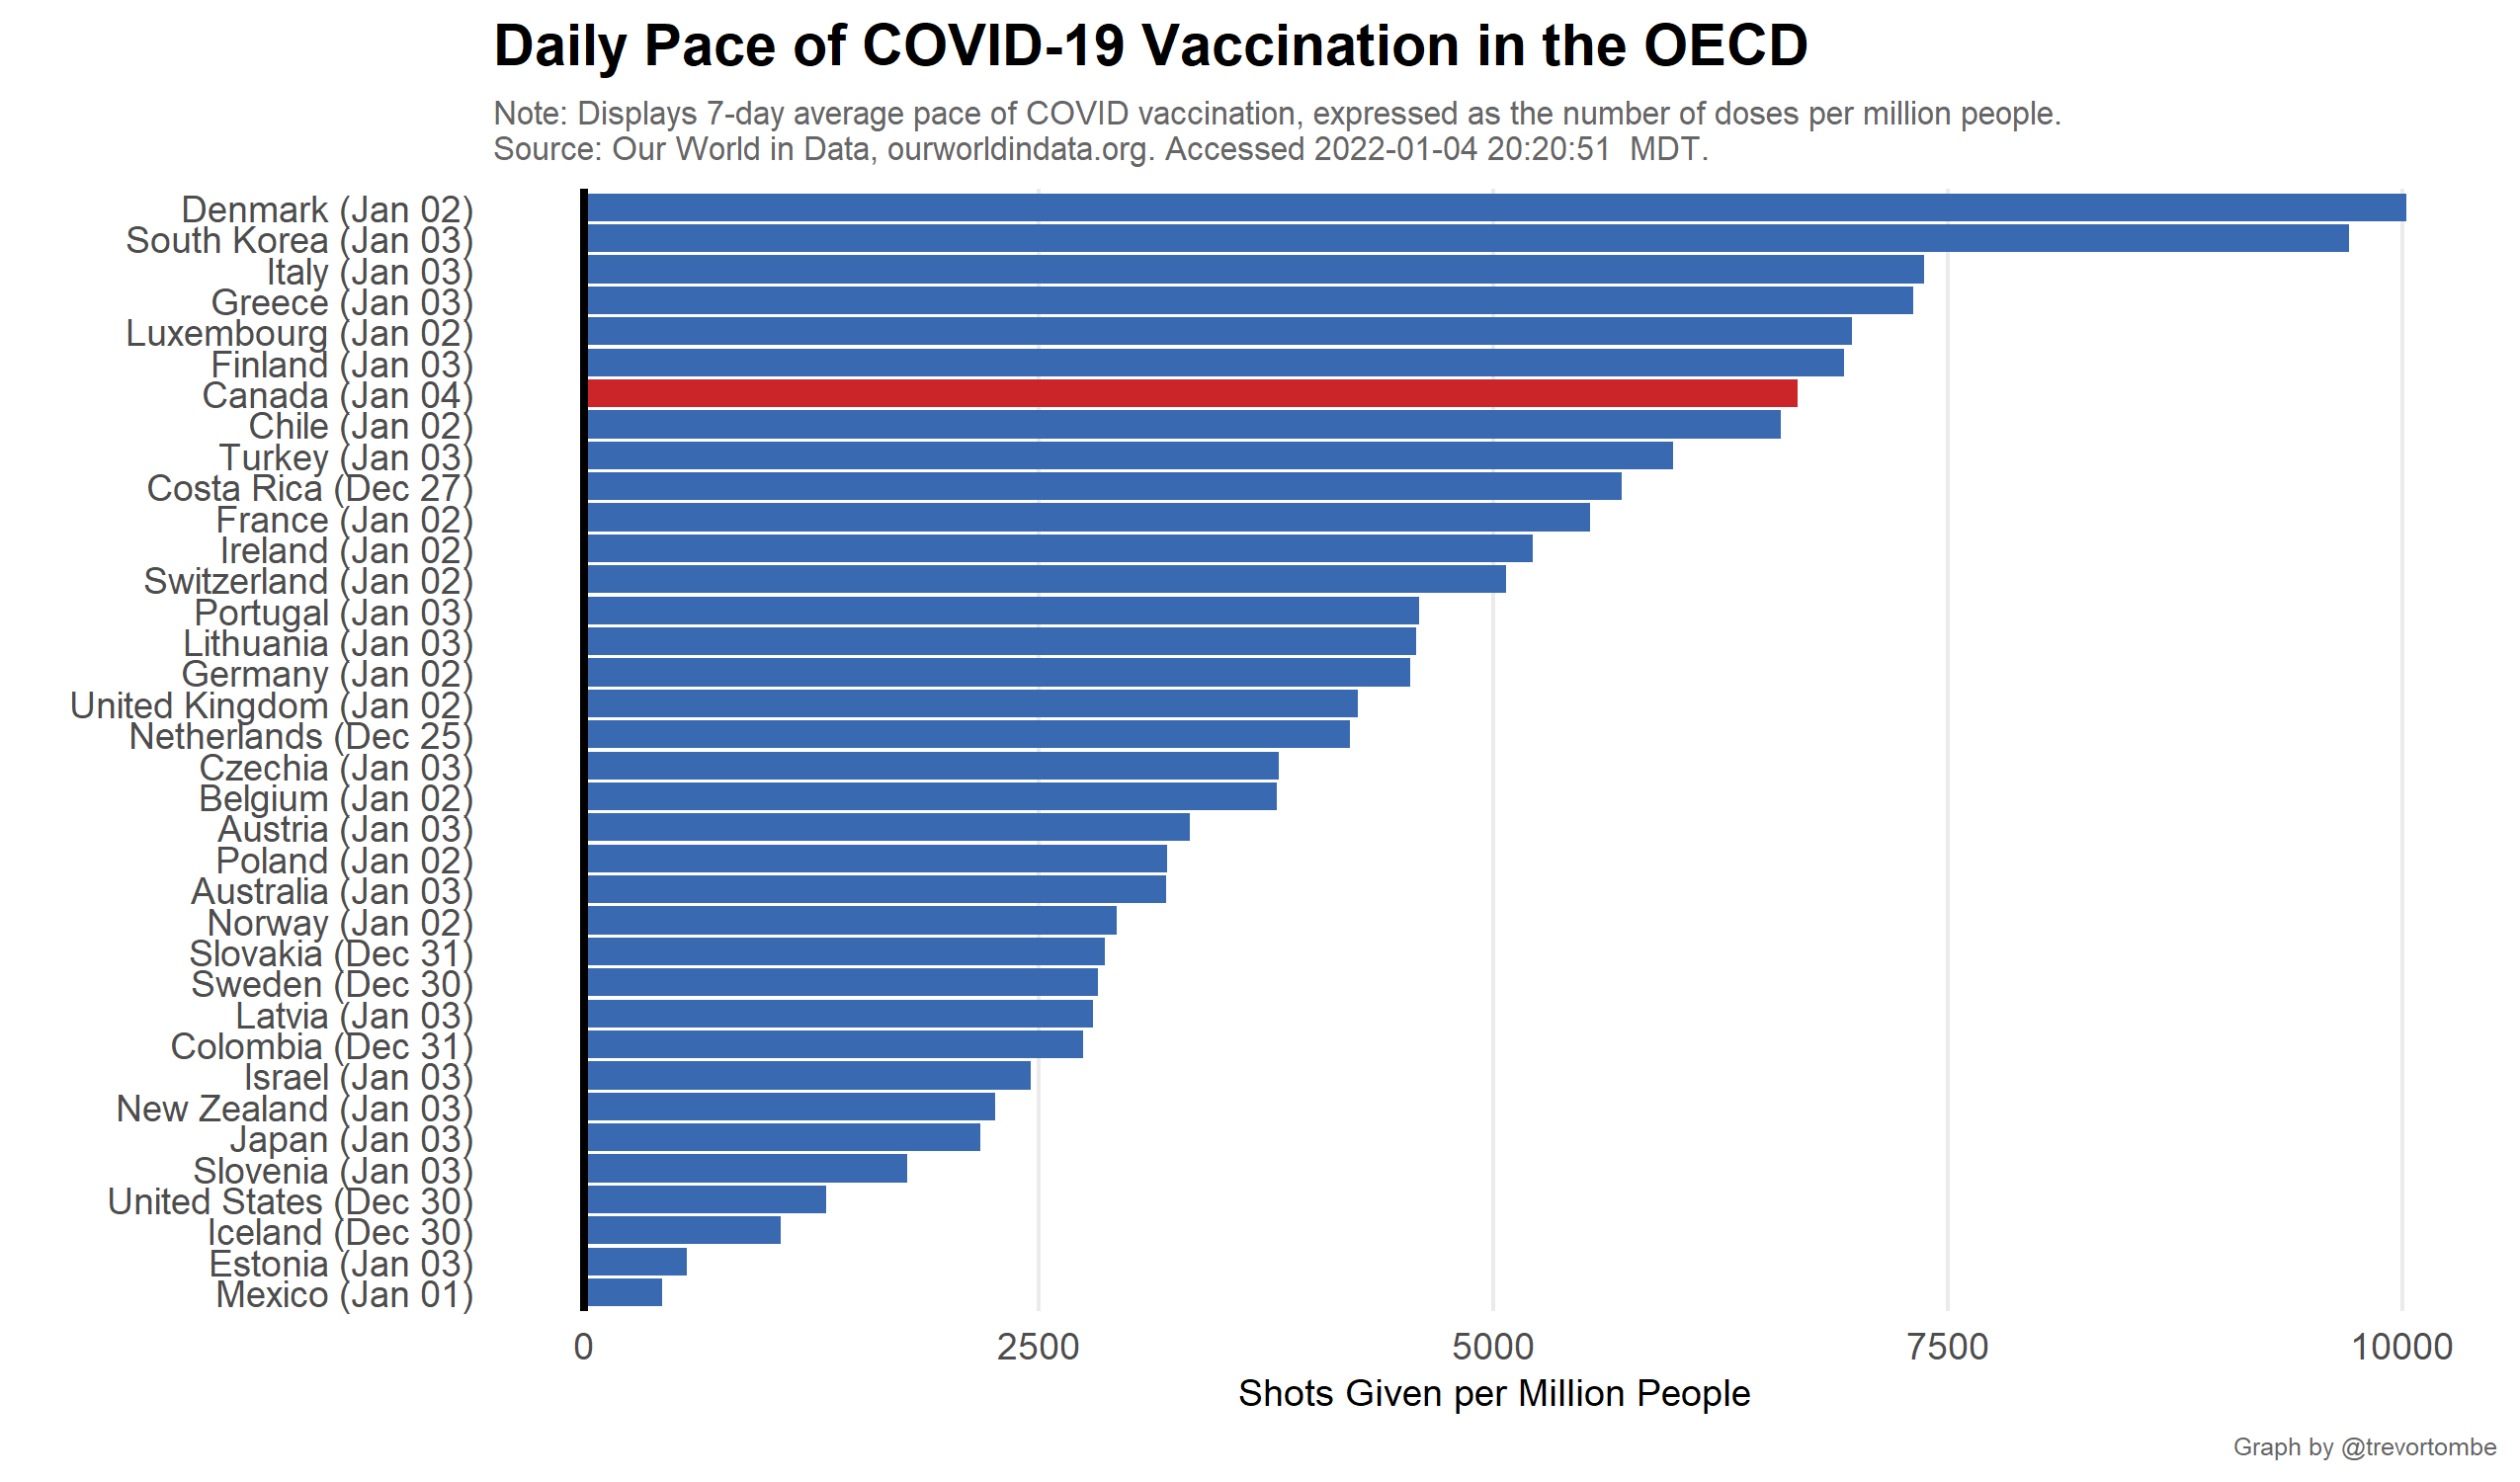 Daily Pace of COVID-19 Vaccination in the OECD
Note: Displays 7-day average pace of COVID vaccination, expressed as the number of doses per million people.
Source: Our World in Data, ourworldindata.org. Accessed 2022-01-04 20:20:51  MDT.
Denmark (Jan 02)
South Korea (Jan 03)
Italy (Jan 03)
Greece (Jan 03)
Luxembourg (Jan 02)
Finland (Jan 03)
Canada (Jan 04)
Chile (Jan 02)
Turkey (Jan 03)
Costa Rica (Dec 27)
France (Jan 02)
Ireland (Jan 02)
Switzerland (Jan 02)
Portugal (Jan 03)
Lithuania (Jan 03)
Germany (Jan 02)
United Kingdom (Jan 02)
Netherlands (Dec 25)
Czechia (Jan 03)
Belgium (Jan 02)
Austria (Jan 03)
Poland (Jan 02)
Australia (Jan 03)
Norway (Jan 02)
Slovakia (Dec 31)
Sweden (Dec 30)
Latvia (Jan 03)
Colombia (Dec 31)
Israel (Jan 03)
New Zealand (Jan 03)
Japan (Jan 03)
Slovenia (Jan 03)
United States (Dec 30)
Iceland (Dec 30)
Estonia (Jan 03)
Mexico (Jan 01)
0 2500 5000 7500 10000
Shots Given per Million People
Graph by @trevortombe